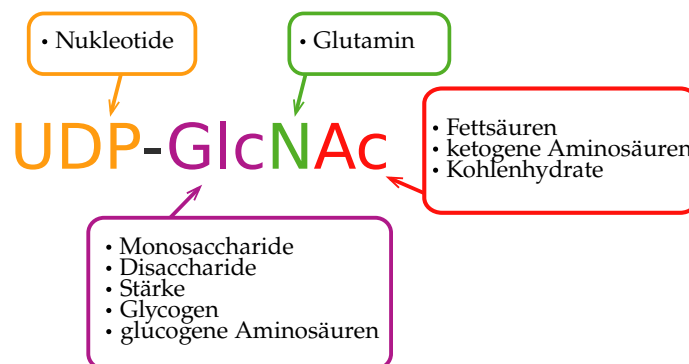 • Nukleotide
• Glutamin
UDP-GlcNAc
• Fettsäuren
• ketogene Aminosäuren
• Kohlenhydrate
• Monosaccharide
• Disaccharide
• Stärke
• Glycogen
• glucogene Aminosäuren